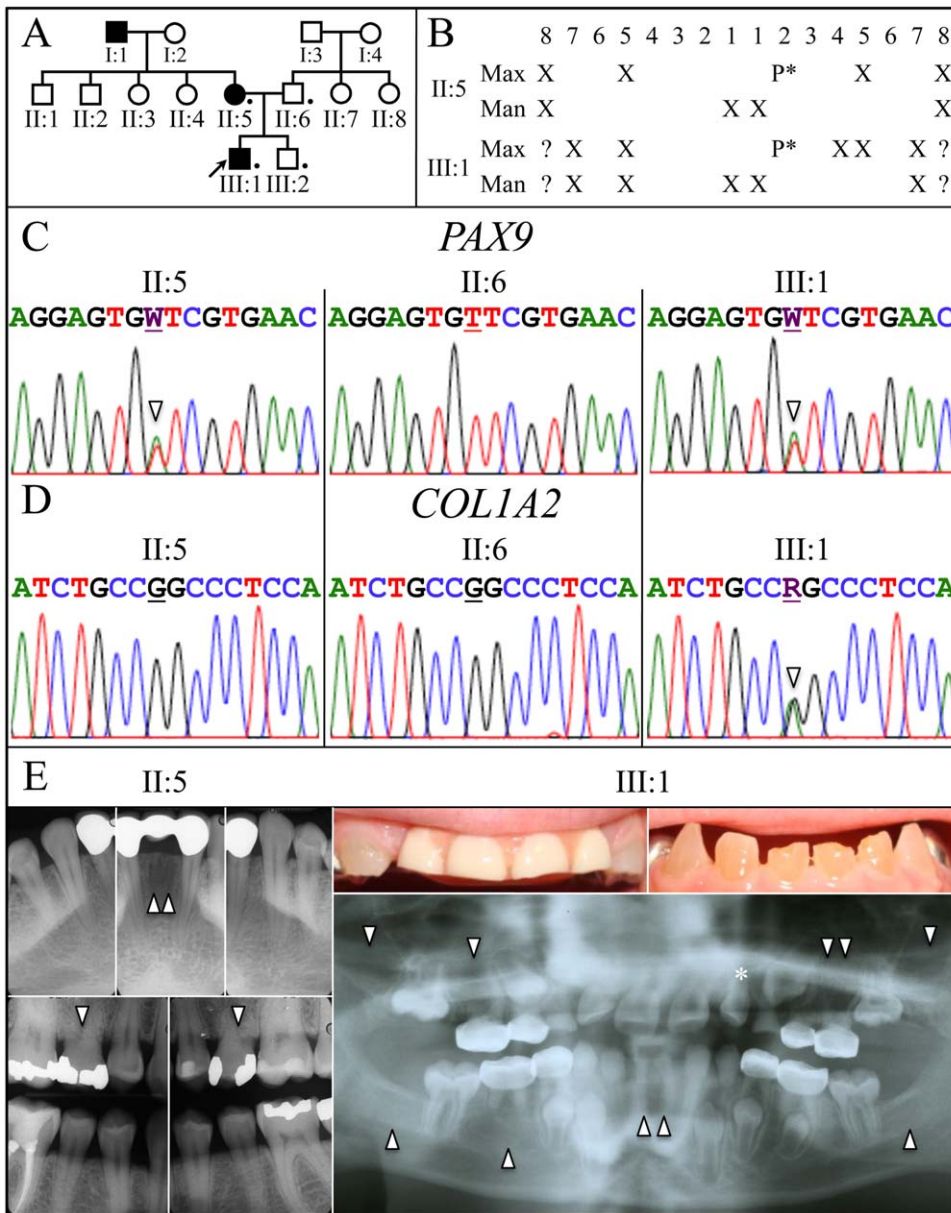 A
I:1 I:2 I:3 I:4
II:1 II:2 II:3 II:4 II:5 II:6 II:7 II:8
III:1 III:2
B
8 7 6 5 4 3 2 1 1 2 3 4 5 6 7 8
II:5
Max X X P* X X
Man X X X X
III:1
Max ? X X P* X X X ?
Man ? X X X X X ?
C
PAX9
II:5 II:6 III:1
AGGAGTGWTCGTGAAC AGGAGTGTTCGTGAAC AGGAGTGWTCGTGAAC
D
COL1A2
II:5 II:6 III:1
ATCTGCCGGCCCTCCA ATCTGCCGGCCCTCCA ATCTGCCRGCCCTCCA
E
II:5 III:1
*